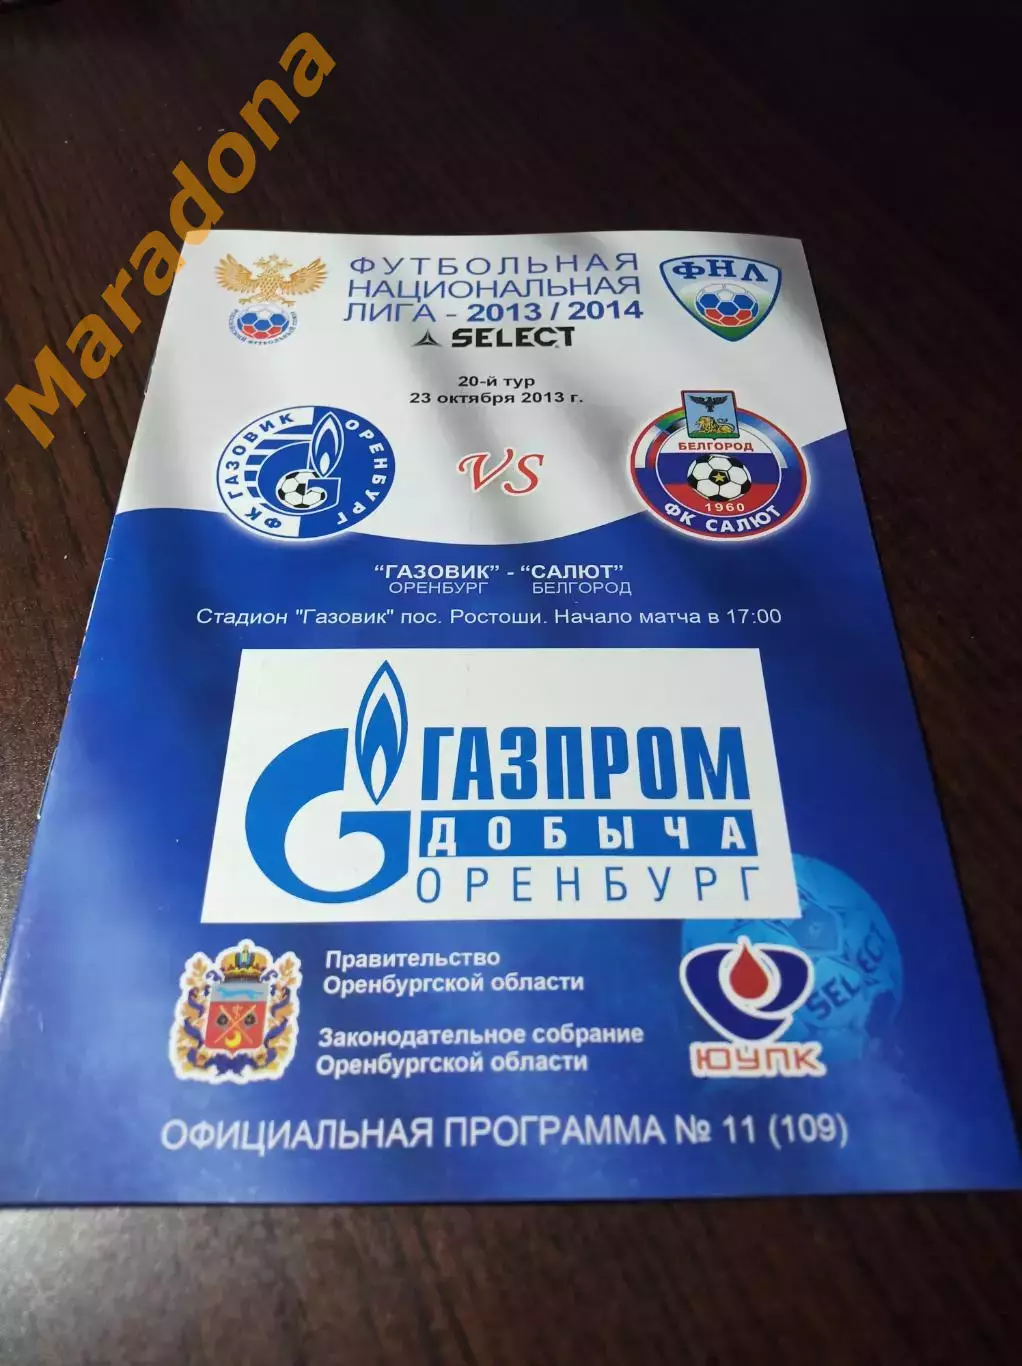 Maradona
ФУТБОЛЬНАЯ
НАЦИОНАЛЬНАЯ
ЛИГА - 2013 / 2014
SELECT
ФНЛ
20-й тур
23 октября 2013 г.
ФК ГАЗОВИК ОРЕНБУРГ
VS
БЕЛГОРОД
1960
ФК САЛЮТ
"ГАЗОВИК" - "САЛЮТ"
ОРЕНБУРГ БЕЛГОРОД
Стадион "Газовик" пос. Ростоши. Начало матча в 17:00
ГАЗПРОМ
ДОБЫЧА
ОРЕНБУРГ
Правительство
Оренбургской области
Законодательное собрание
Оренбургской области
SELECT
ЮУПК
ОФИЦИАЛЬНАЯ ПРОГРАММА № 11 (109)